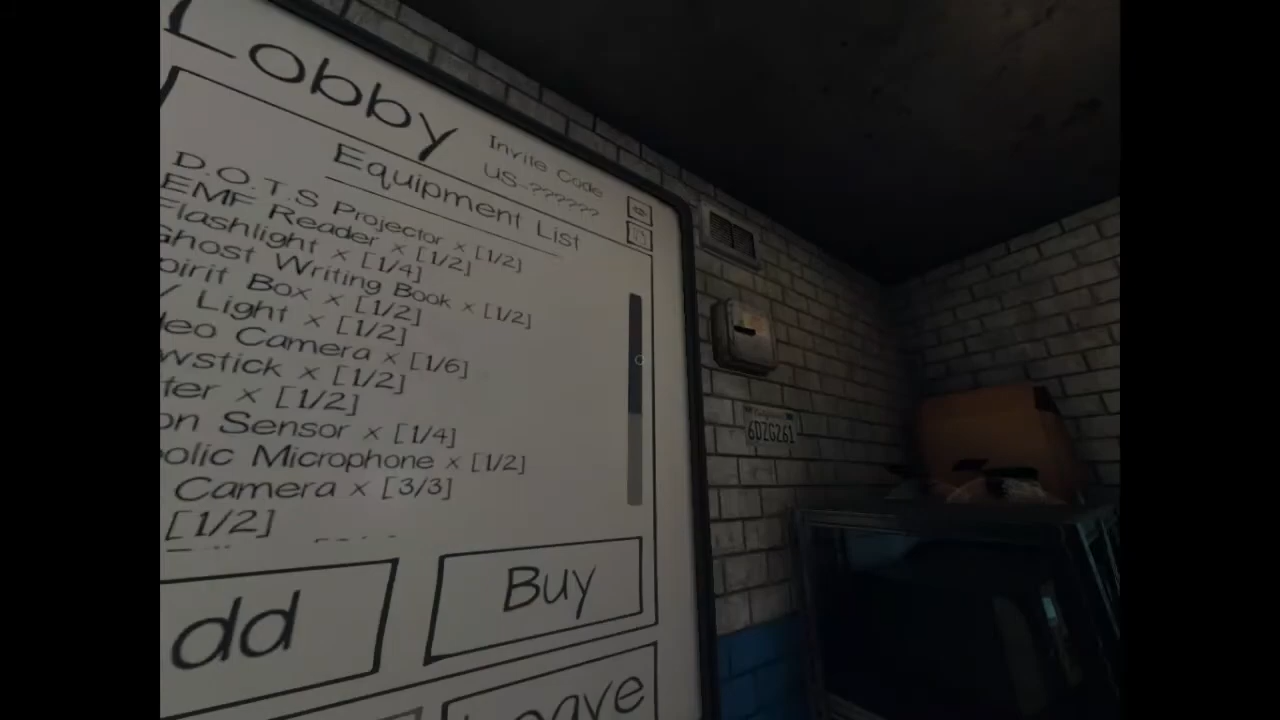 Lobby
Invite Code
US-??????
Equipment List
D.O.T.S Projector x [1/2]
EMF Reader x [1/2]
Flashlight x [1/4]
Ghost Writing Book x [1/2]
pirit Box x [1/2]
Light x [1/2]
deo Camera x [1/6]
wstick x [1/2]
ter x [1/2]
on Sensor x [1/4]
bolic Microphone x [1/2]
Camera x [3/3]
[1/2]
dd
Buy
eave
6DZG261